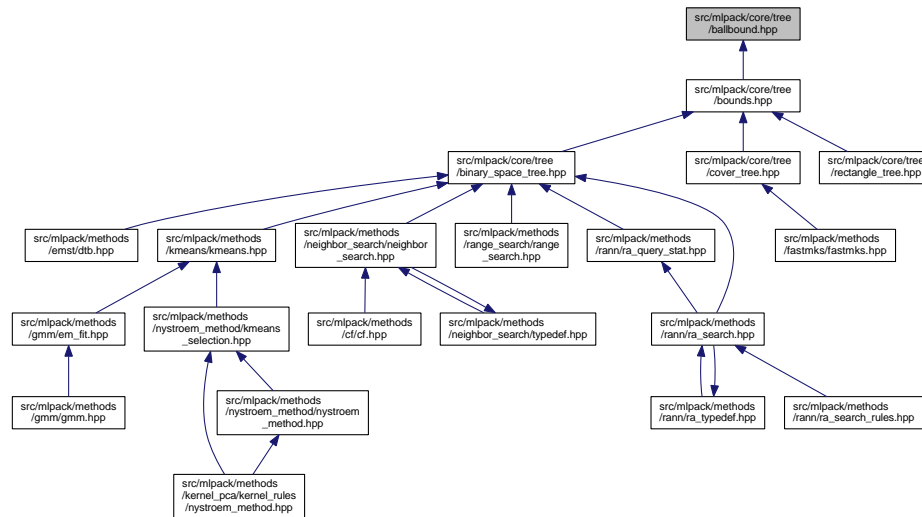 src/mlpack/core/tree
/ballbound.hpp
src/mlpack/core/tree
/bounds.hpp
src/mlpack/core/tree
/binary_space_tree.hpp
src/mlpack/core/tree
/cover_tree.hpp
src/mlpack/core/tree
/rectangle_tree.hpp
src/mlpack/methods
/emst/dtb.hpp
src/mlpack/methods
/kmeans/kmeans.hpp
src/mlpack/methods
/neighbor_search/neighbor
_search.hpp
src/mlpack/methods
/range_search/range
_search.hpp
src/mlpack/methods
/rann/ra_query_stat.hpp
src/mlpack/methods
/fastmks/fastmks.hpp
src/mlpack/methods
/gmm/em_fit.hpp
src/mlpack/methods
/nystroem_method/kmeans
_selection.hpp
src/mlpack/methods
/cf/cf.hpp
src/mlpack/methods
/neighbor_search/typedef.hpp
src/mlpack/methods
/rann/ra_search.hpp
src/mlpack/methods
/gmm/gmm.hpp
src/mlpack/methods
/nystroem_method/nystroem
_method.hpp
src/mlpack/methods
/rann/ra_typedef.hpp
src/mlpack/methods
/rann/ra_search_rules.hpp
src/mlpack/methods
/kernel_pca/kernel_rules
/nystroem_method.hpp